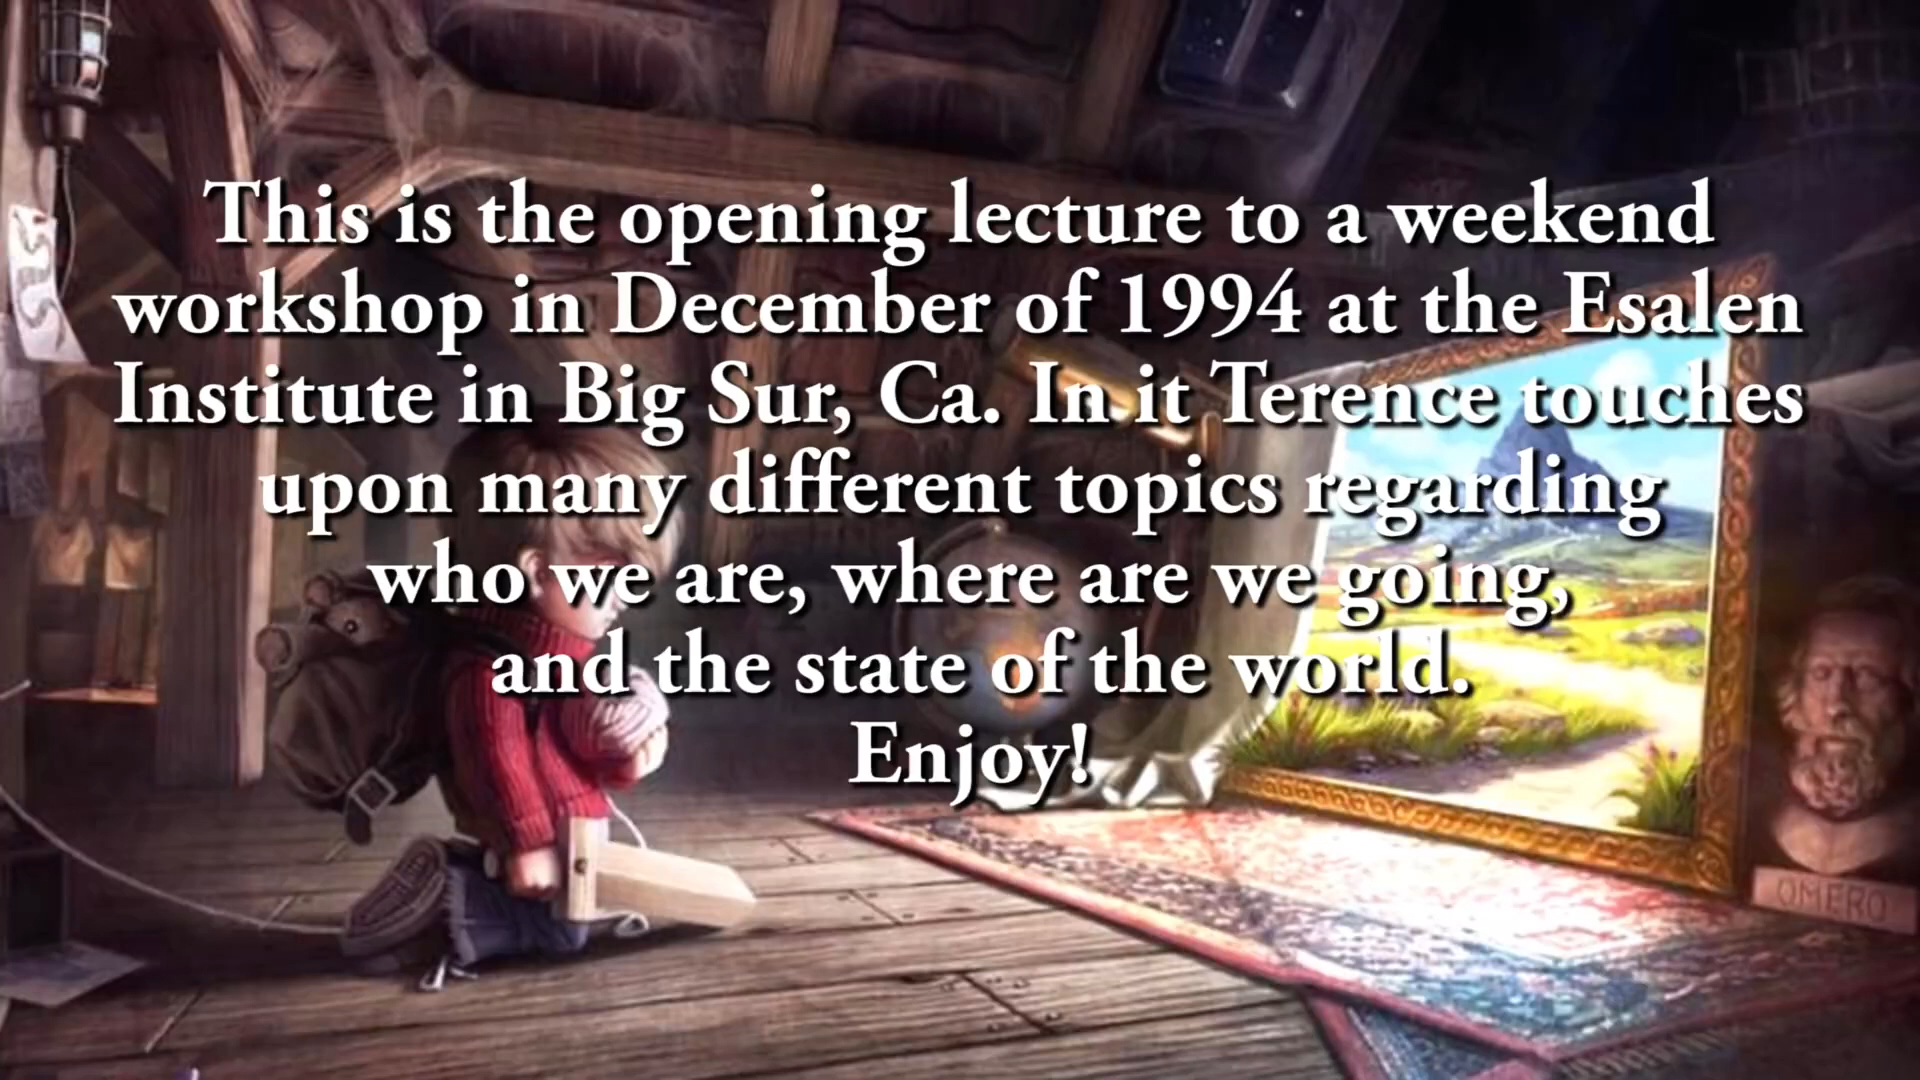 This is the opening lecture to a weekend
workshop in December of 1994 at the Esalen
Institute in Big Sur, Ca. In it Terence touches
upon many different topics regarding
who we are, where are we going,
and the state of the world.
Enjoy!
OMERO